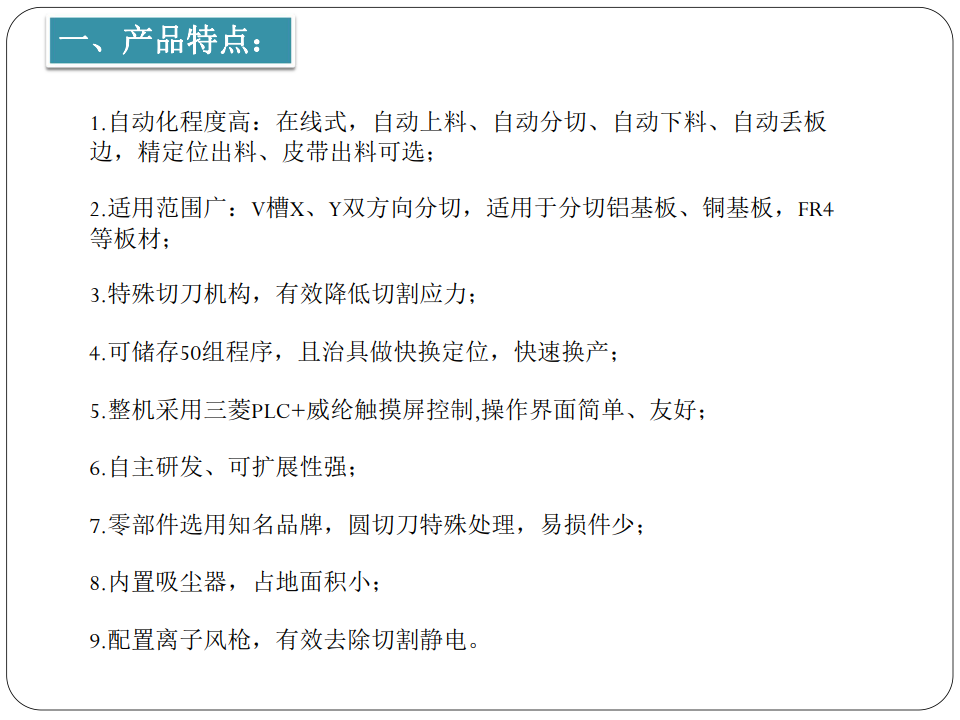 一、产品特点：
1.自动化程度高：在线式，自动上料、自动分切、自动下料、自动丢板
边，精定位出料、皮带出料可选；
2.适用范围广：V槽X、Y双方向分切，适用于分切铝基板、铜基板，FR4
等板材；
3.特殊切刀机构，有效降低切割应力；
4.可储存50组程序，且治具做快换定位，快速换产；
5.整机采用三菱PLC+威纶触摸屏控制,操作界面简单、友好；
6.自主研发、可扩展性强；
7.零部件选用知名品牌，圆切刀特殊处理，易损件少；
8.内置吸尘器，占地面积小；
9.配置离子风枪，有效去除切割静电。